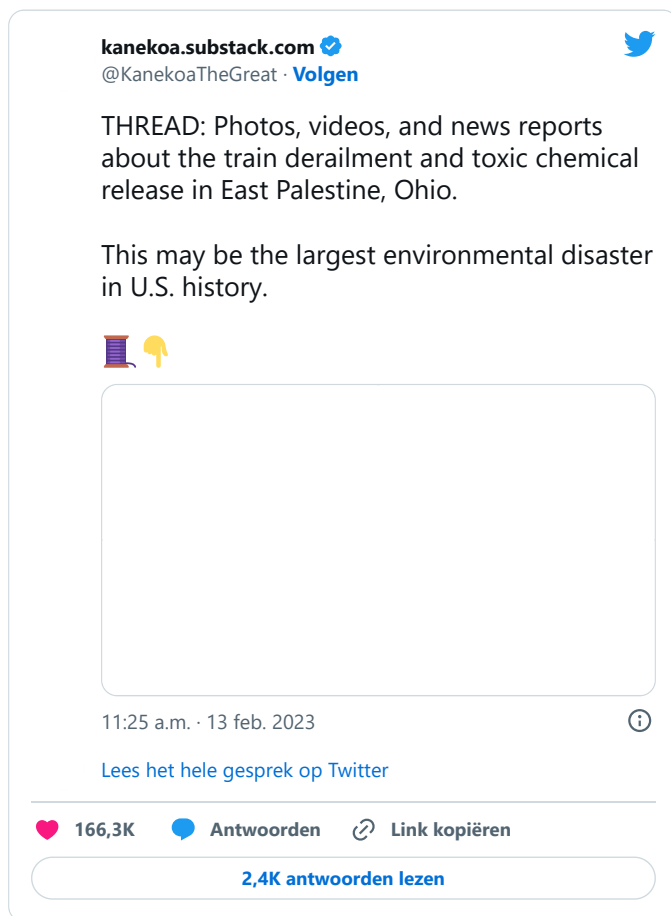 kanekoa.substack.com
@KanekoaTheGreat · Volgen
THREAD: Photos, videos, and news reports
about the train derailment and toxic chemical
release in East Palestine, Ohio.
This may be the largest environmental disaster
in U.S. history.
🧵👇
11:25 a.m. · 13 feb. 2023
Lees het hele gesprek op Twitter
166,3K Antwoorden Link kopiëren
2,4K antwoorden lezen